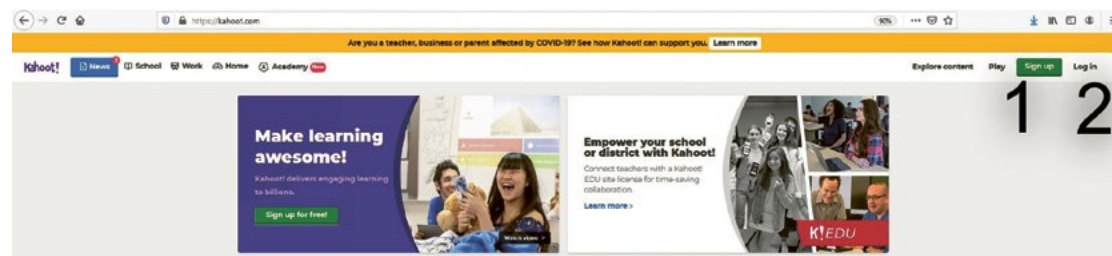 https://kahoot.com
90%
Are you a teacher, business or parent affected by COVID-19? See how Kahoot! can support you. Learn more
Kahoot! News School Work Home Academy New Explore content Play Sign up Log in
1 2
Make learning
awesome!
Kahoot! delivers engaging learning
to billions.
Sign up for free!
Watch video
Empower your school
or district with Kahoot!
Connect teachers with a Kahoot!
EDU site license for time-saving
collaboration.
Learn more >
K!EDU